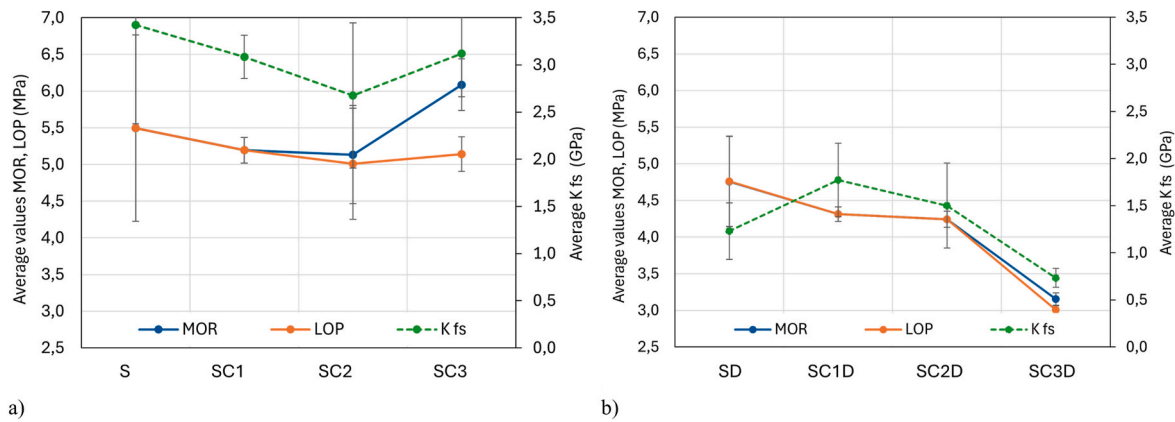 7,0 3,5 7,0 3,5
6,5 3,0 6,5 3,0
6,0 2,5 6,0 2,5
5,5 2,0 5,5 2,0
5,0 1,5 5,0 1,5
4,5 1,0 4,5 1,0
4,0 0,5 4,0 0,5
3,5 0,0 3,5 0,0
3,0 3,0
2,5 2,5
Average values MOR, LOP (MPa)
Average K fs (GPa)
Average values MOR, LOP (MPa)
Average K fs (GPa)
MOR LOP K fs MOR LOP K fs
S SC1 SC2 SC3 SD SC1D SC2D SC3D
a) b)